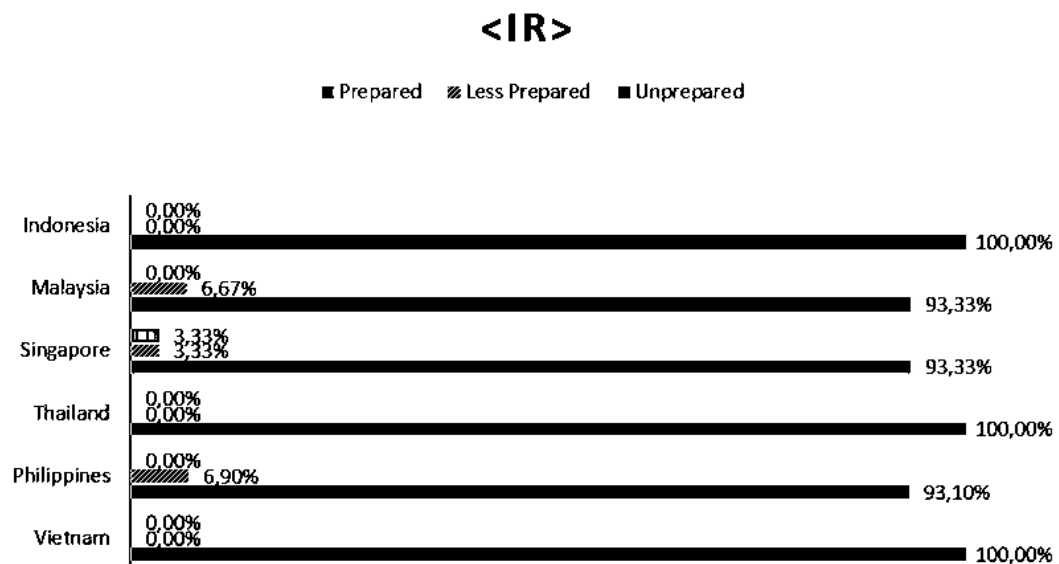 <IR>
Prepared Less Prepared Unprepared
Indonesia
0,00%
0,00%
100,00%
Malaysia
0,00%
6,67%
93,33%
Singapore
3,33%
3,33%
93,33%
Thailand
0,00%
0,00%
100,00%
Philippines
0,00%
6,90%
93,10%
Vietnam
0,00%
0,00%
100,00%